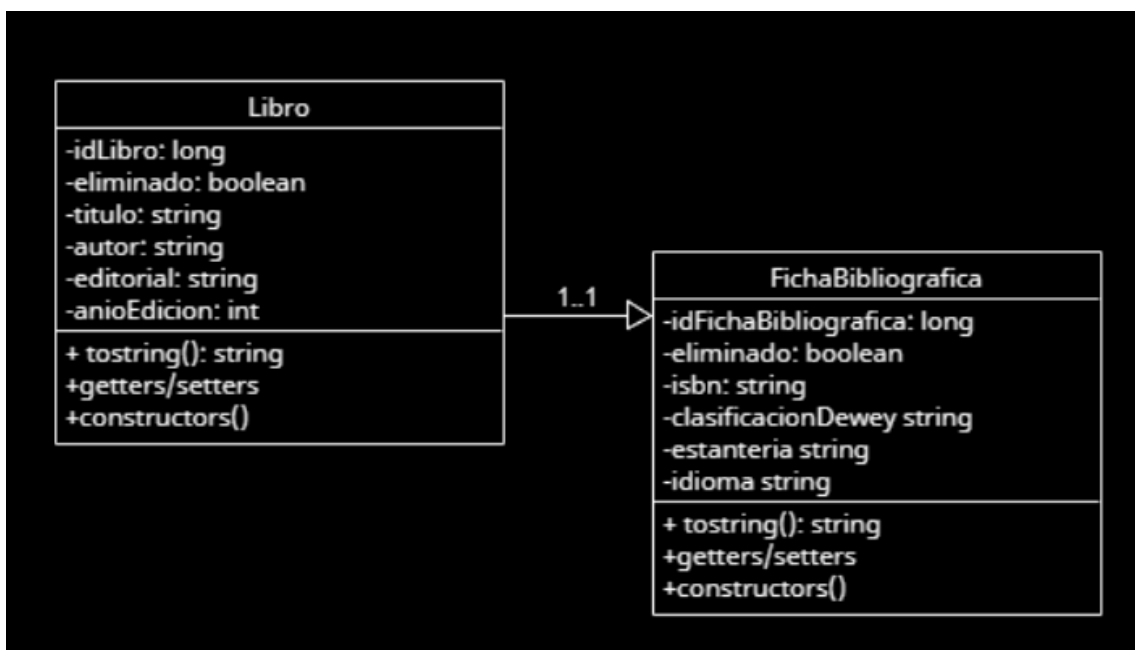 Libro
-idLibro: long
-eliminado: boolean
-titulo: string
-autor: string
-editorial: string
-anioEdicion: int
+ tostring(): string
+getters/setters
+constructors()
1..1
FichaBibliografica
-idFichaBibliografica: long
-eliminado: boolean
-isbn: string
-clasificacionDewey string
-estanteria string
-idioma string
+ tostring(): string
+getters/setters
+constructors()